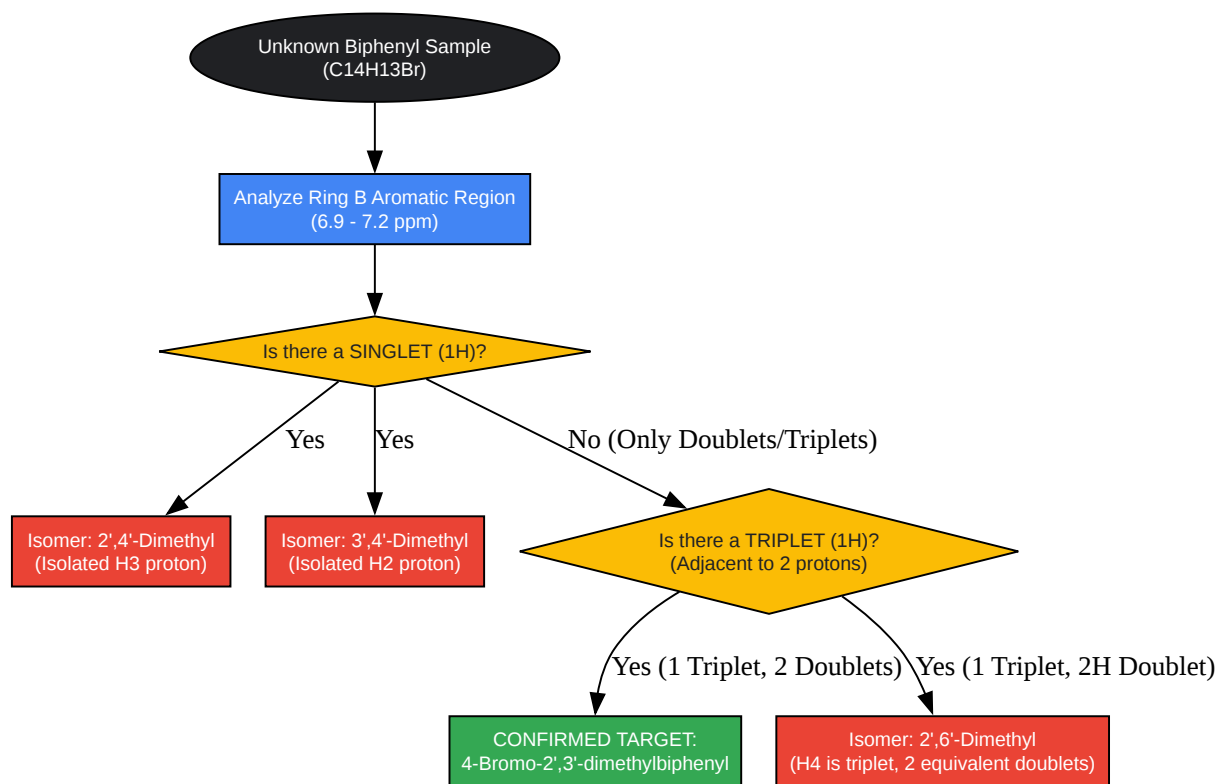 Unknown Biphenyl Sample
(C14H13Br)
Analyze Ring B Aromatic Region
(6.9 - 7.2 ppm)
Is there a SINGLET (1H)?
Yes
Yes
No (Only Doublets/Triplets)
Isomer: 2',4'-Dimethyl
(Isolated H3 proton)
Isomer: 3',4'-Dimethyl
(Isolated H2 proton)
Is there a TRIPLET (1H)?
(Adjacent to 2 protons)
Yes (1 Triplet, 2 Doublets)
Yes (1 Triplet, 2H Doublet)
CONFIRMED TARGET:
4-Bromo-2',3'-dimethylbiphenyl
Isomer: 2',6'-Dimethyl
(H4 is triplet, 2 equivalent doublets)